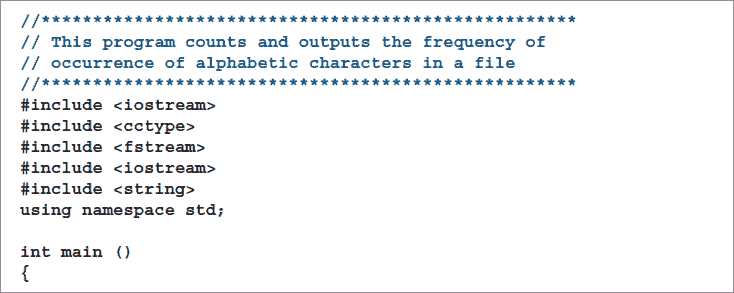 //****************************************************
// This program counts and outputs the frequency of
// occurrence of alphabetic characters in a file
//****************************************************
#include <iostream>
#include <cctype>
#include <fstream>
#include <iostream>
#include <string>
using namespace std;
int main ()
{